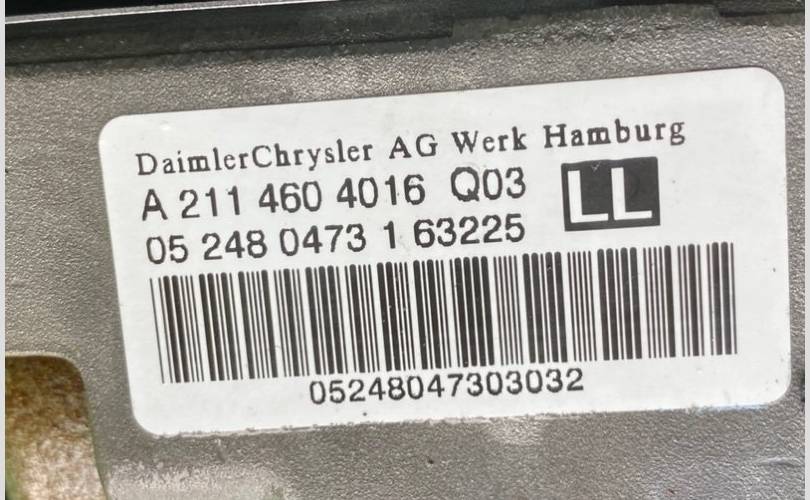 DaimlerChrysler AG Werk Hamburg
A 211 460 4016 Q03
LL
05 248 0473 1 63225
05248047303032